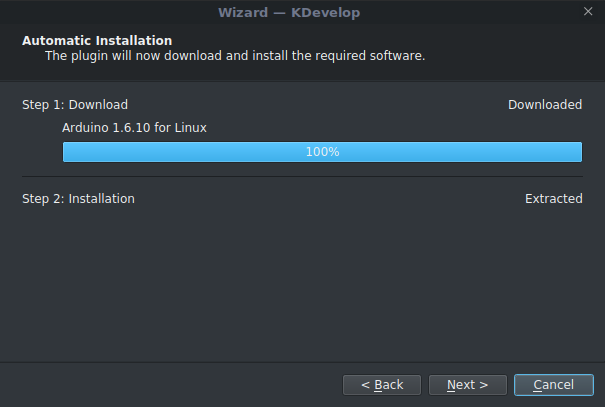 Wizard — KDevelop
Automatic Installation
The plugin will now download and install the required software.
Step 1: Download Downloaded
Arduino 1.6.10 for Linux
100%
Step 2: Installation Extracted
< Back Next > Cancel